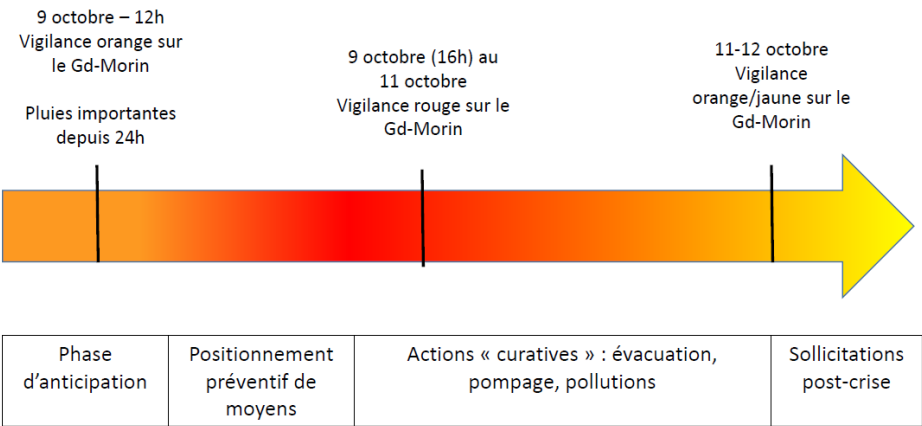 9 octobre – 12h
Vigilance orange sur
le Gd-Morin
Pluies importantes
depuis 24h
9 octobre (16h) au
11 octobre
Vigilance rouge sur le
Gd-Morin
11-12 octobre
Vigilance
orange/jaune sur le
Gd-Morin
Phase
d’anticipation
Positionnement
préventif de
moyens
Actions « curatives » : évacuation,
pompage, pollutions
Sollicitations
post-crise